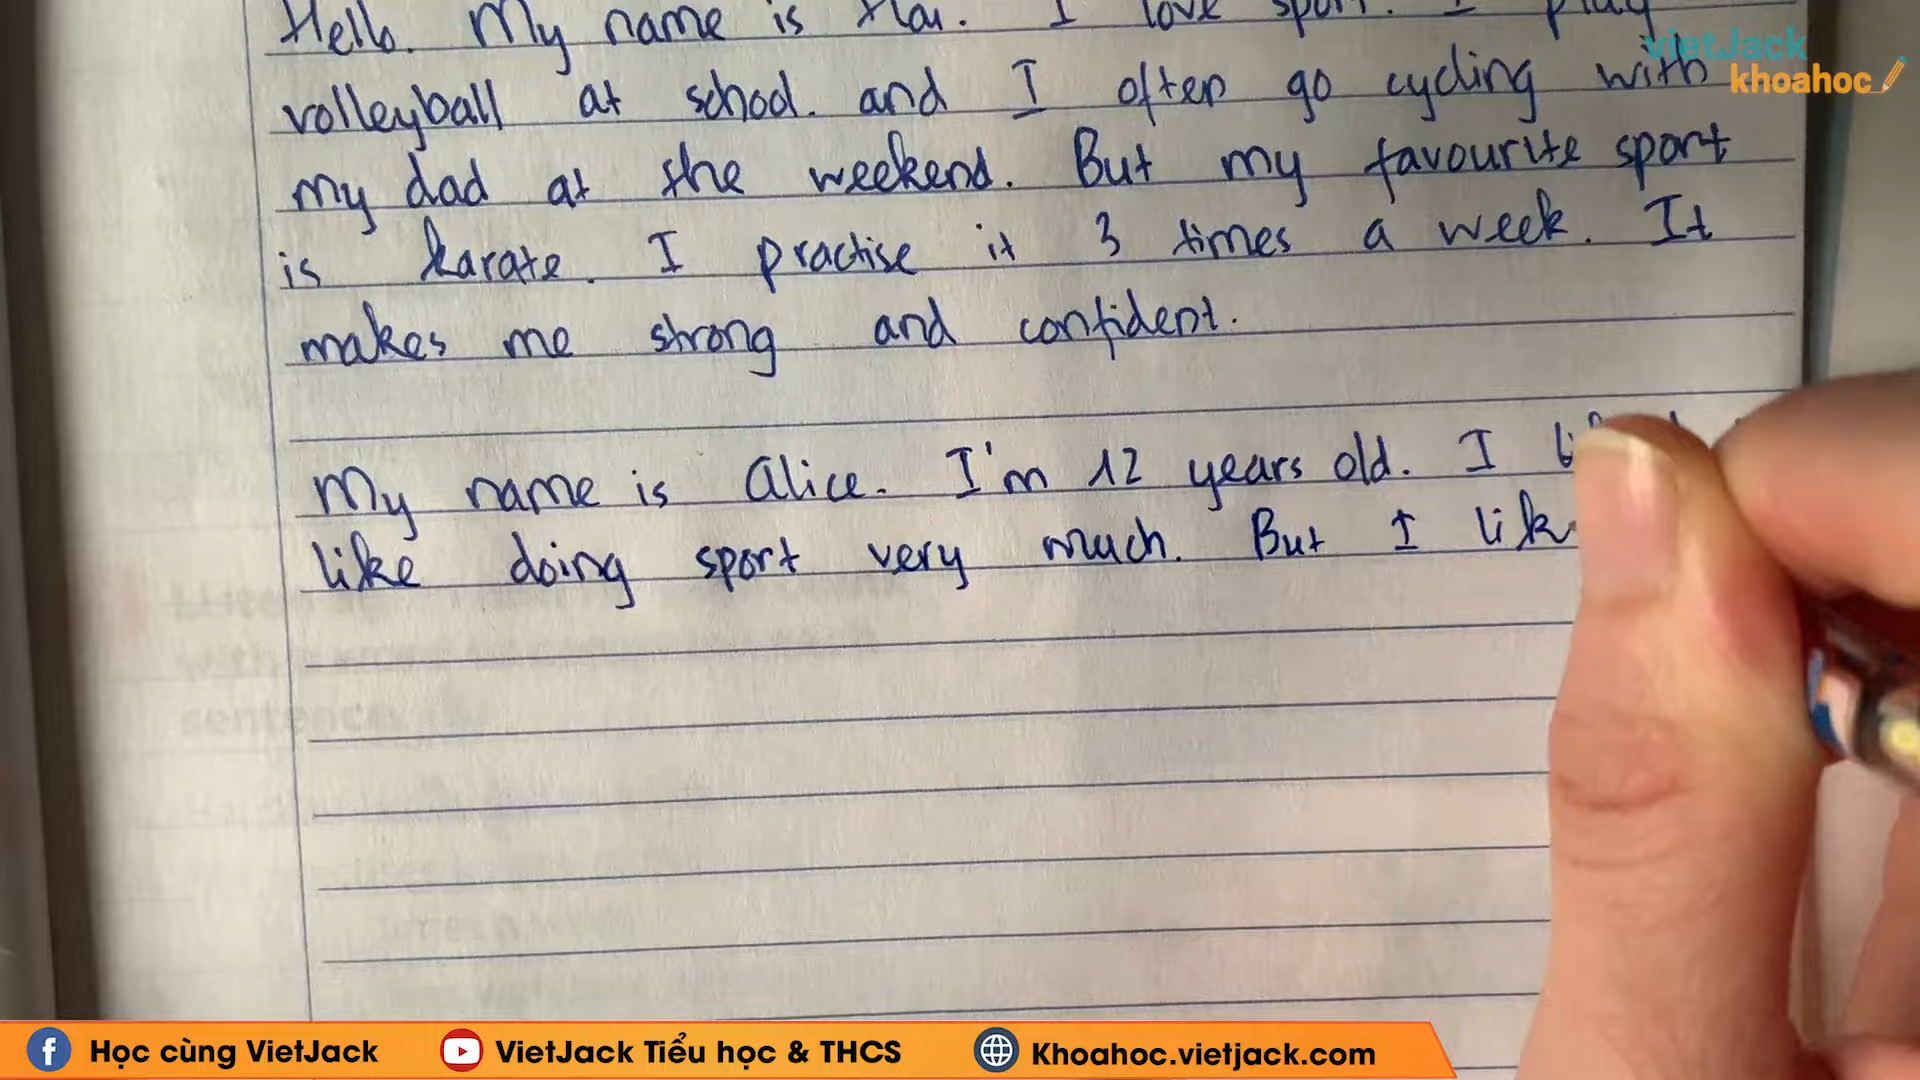 Hello. My name is Hai. I love sport. I play
vietJack
volleyball at school. and I often go cycling with
khoahoc
my dad at the weekend. But my favourite sport
is karate. I practise it 3 times a week. It
makes me strong and confident.
My name is Alice. I'm 12 years old. I
like doing sport very much. But I lik
Học cùng VietJack
VietJack Tiểu học & THCS
Khoahoc.vietjack.com